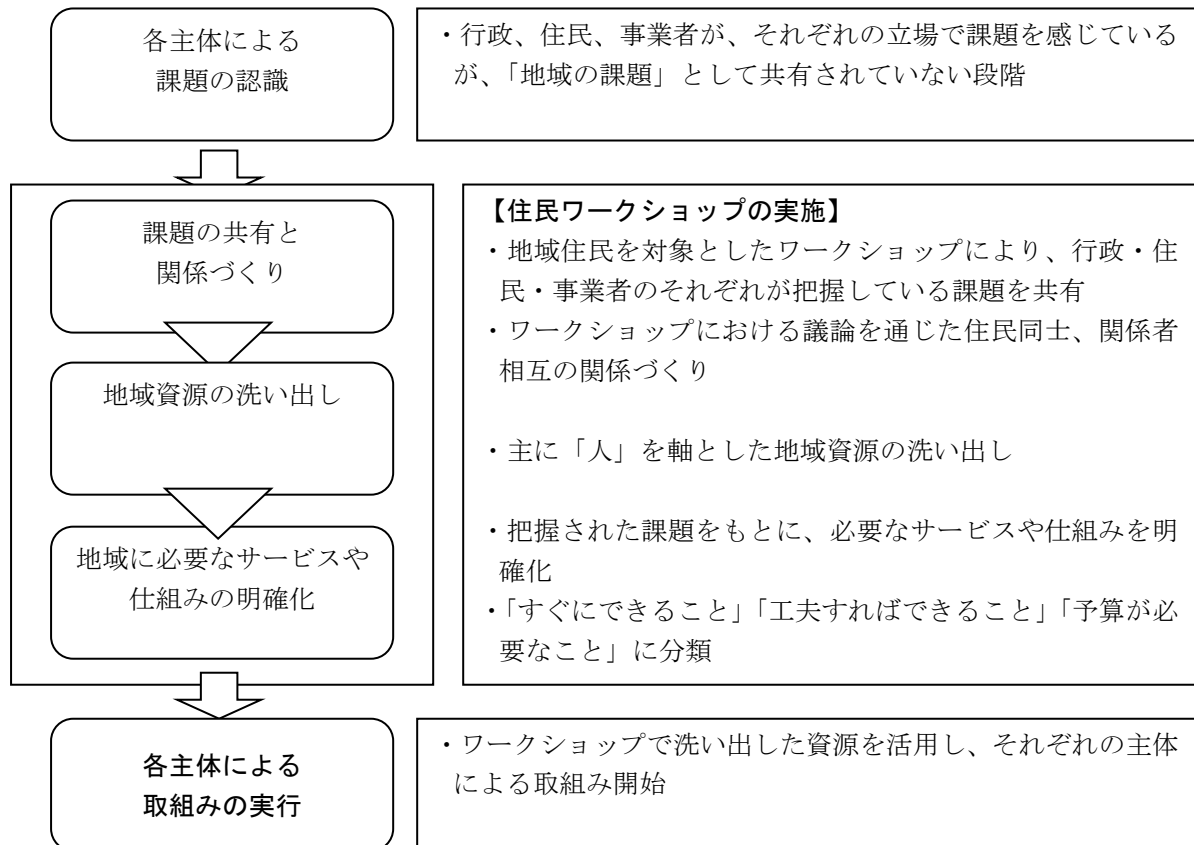 各主体による
課題の認識
・行政、住民、事業者が、それぞれの立場で課題を感じている
が、「地域の課題」として共有されていない段階
課題の共有と
関係づくり
地域資源の洗い出し
地域に必要なサービスや
仕組みの明確化
【住民ワークショップの実施】
・地域住民を対象としたワークショップにより、行政・住
民・事業者のそれぞれが把握している課題を共有
・ワークショップにおける議論を通じた住民同士、関係者
相互の関係づくり
・主に「人」を軸とした地域資源の洗い出し
・把握された課題をもとに、必要なサービスや仕組みを明
確化
・「すぐにできること」「工夫すればできること」「予算が必
要なこと」に分類
各主体による
取組みの実行
・ワークショップで洗い出した資源を活用し、それぞれの主体
による取組み開始